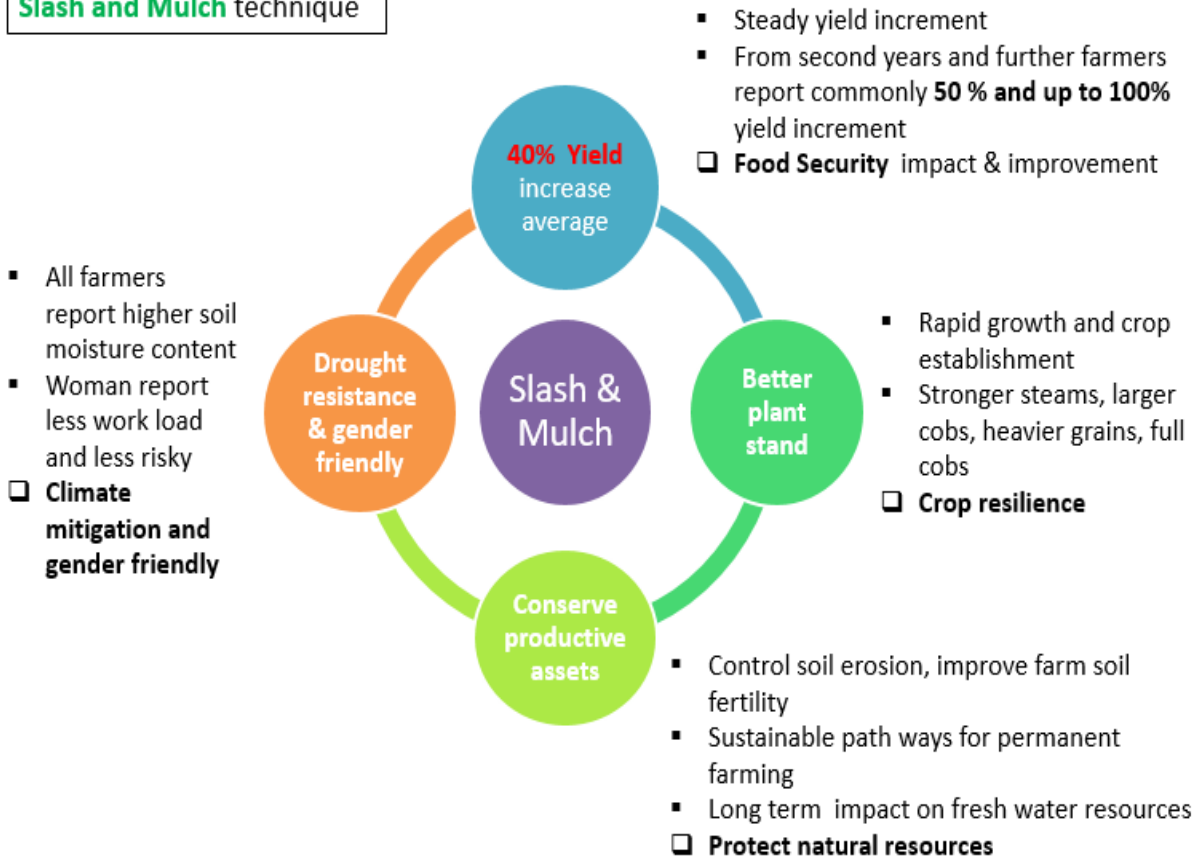 Slash and Mulch technique
▪ Steady yield increment
▪ From second years and further farmers
report commonly 50 % and up to 100%
yield increment
❑ Food Security impact & improvement
40% Yield
increase
average
▪ All farmers
report higher soil
moisture content
▪ Woman report
less work load
and less risky
❑ Climate
mitigation and
gender friendly
Drought
resistance
& gender
friendly
Slash &
Mulch
Better
plant
stand
▪ Rapid growth and crop
establishment
▪ Stronger steams, larger
cobs, heavier grains, full
cobs
❑ Crop resilience
Conserve
productive
assets
▪ Control soil erosion, improve farm soil
fertility
▪ Sustainable path ways for permanent
farming
▪ Long term impact on fresh water resources
❑ Protect natural resources